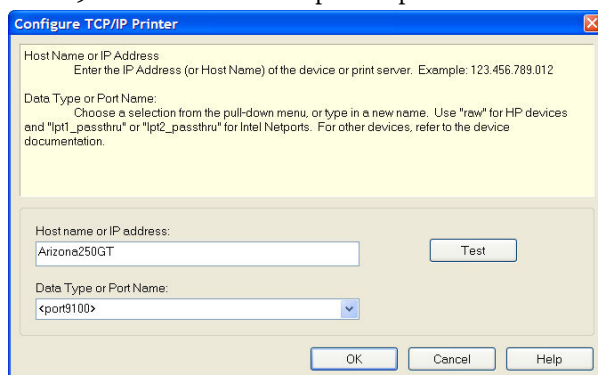 Configure TCP/IP Printer
Host Name or IP Address
Enter the IP Address (or Host Name) of the device or print server. Example: 123.456.789.012
Data Type or Port Name:
Choose a selection from the pull-down menu, or type in a new name. Use "raw" for HP devices
and "lpt1_passthru" or "lpt2_passthru" for Intel Netports. For other devices, refer to the device
documentation.
Host name or IP address:
Arizona250GT
Test
Data Type or Port Name:
<port9100>
OK
Cancel
Help